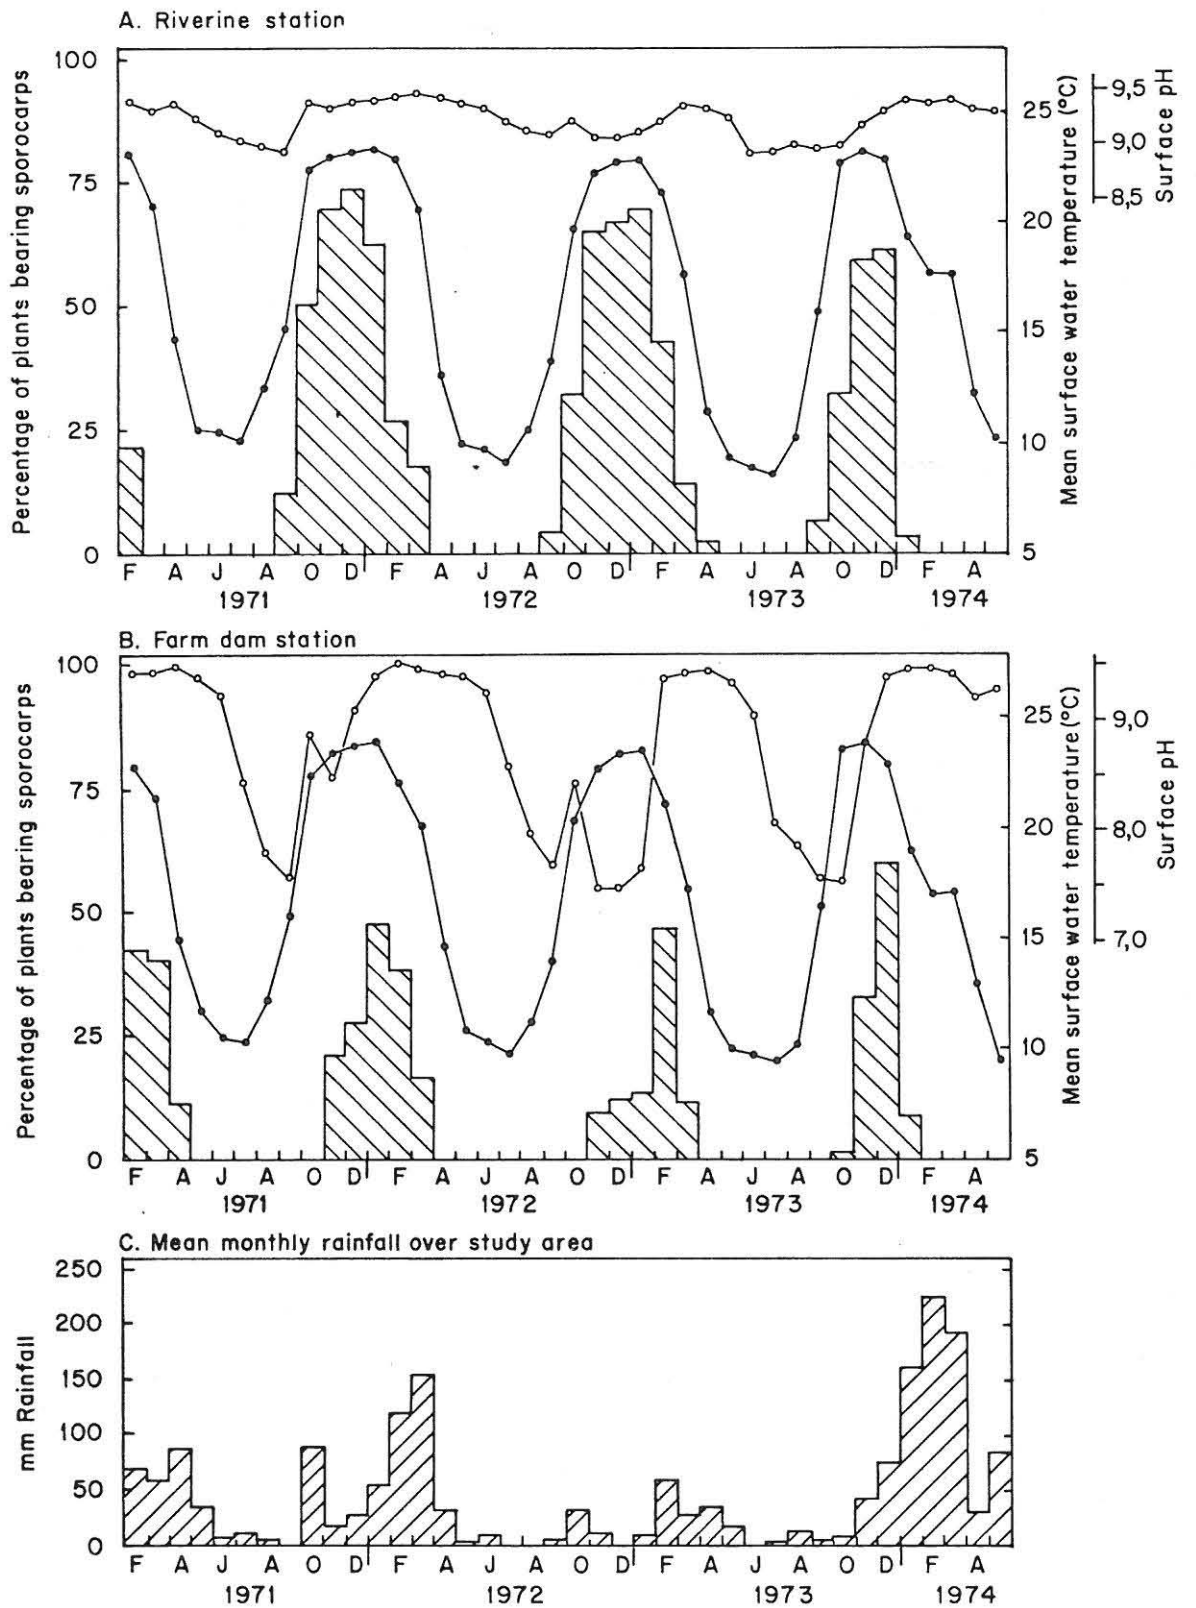 A. Riverine station
100
75
50
25
0
Percentage of plants bearing sporocarps
25
20
15
10
5
Mean surface water temperature (°C)
9,5
9,0
8,5
Surface pH
F A J A O D F A J A O D F A J A O D F A
1971 1972 1973 1974
B. Farm dam station
100
75
50
25
0
Percentage of plants bearing sporocarps
25
20
15
10
5
Mean surface water temperature (°C)
9,0
8,0
7,0
Surface pH
F A J A O D F A J A O D F A J A O D F A
1971 1972 1973 1974
C. Mean monthly rainfall over study area
250
200
150
100
50
0
mm Rainfall
F A J A O D F A J A O D F A J A O D F A
1971 1972 1973 1974